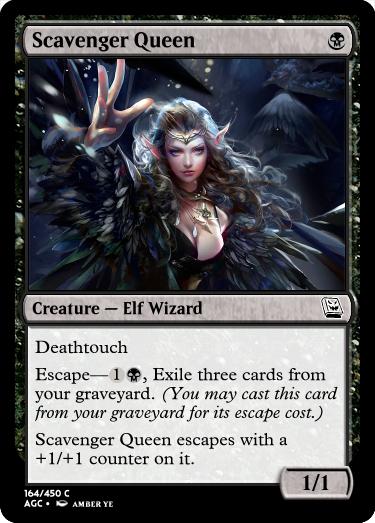 Scavenger Queen
Creature — Elf Wizard
Deathtouch
Escape—1, Exile three cards from
your graveyard. (You may cast this card
from your graveyard for its escape cost.)
Scavenger Queen escapes with a
+1/+1 counter on it.
1/1
164/450 C
AGC • AMBER YE